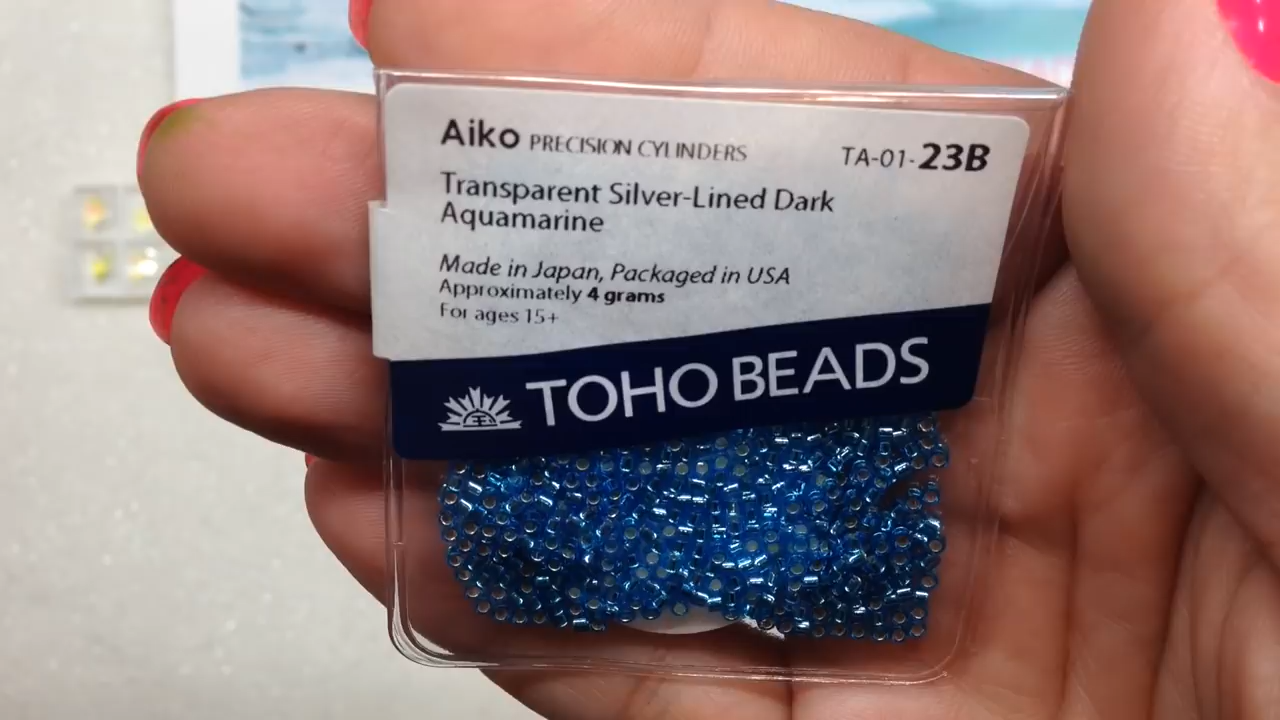 Aiko PRECISION CYLINDERS TA-01-23B
Transparent Silver-Lined Dark
Aquamarine
Made in Japan, Packaged in USA
Approximately 4 grams
For ages 15+
TOHO BEADS